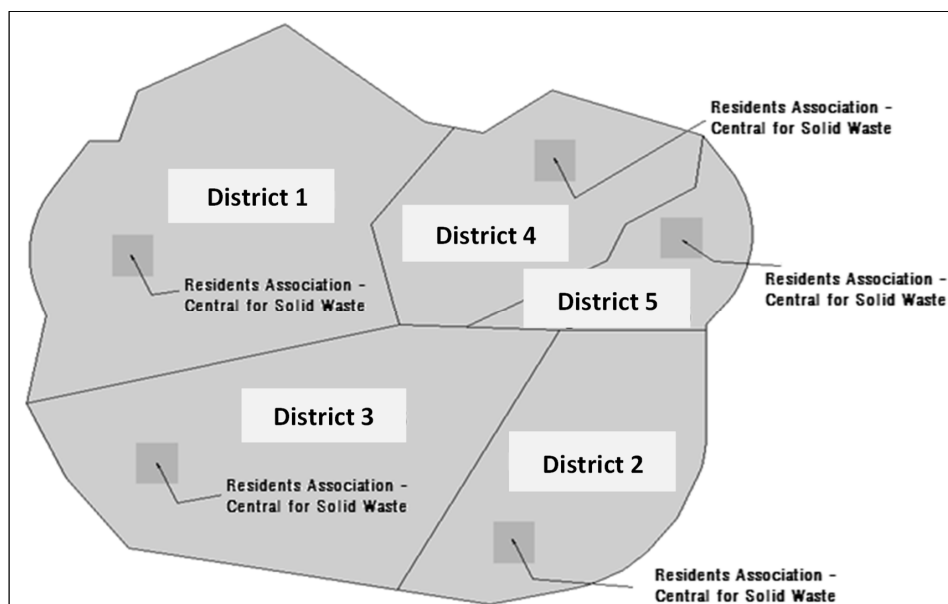 Residents Association -
Central for Solid Waste
District 1
District 4
Residents Association -
Central for Solid Waste
Residents Association -
Central for Solid Waste
District 5
District 3
District 2
Residents Association -
Central for Solid Waste
Residents Association -
Central for Solid Waste